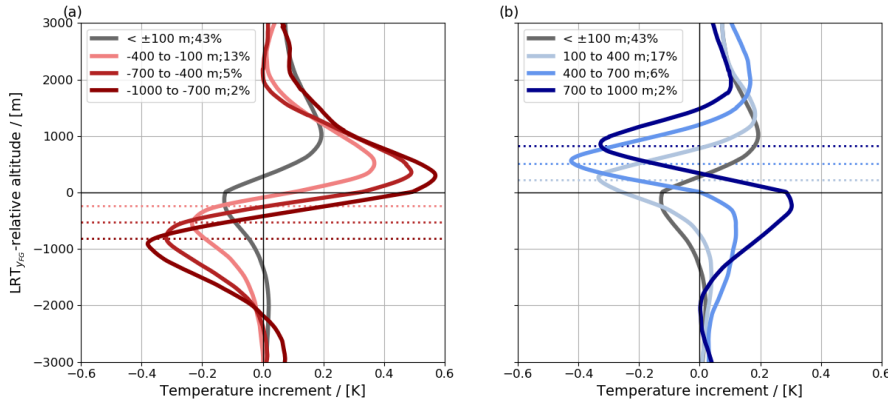 (a)
(b)
LRT_{y_{FG}}-relative altitude / [m]
3000
2000
1000
0
−1000
−2000
−3000
< ±100 m;43%
-400 to -100 m;13%
-700 to -400 m;5%
-1000 to -700 m;2%
−0.6 −0.4 −0.2 0.0 0.2 0.4 0.6
Temperature increment / [K]
< ±100 m;43%
100 to 400 m;17%
400 to 700 m;6%
700 to 1000 m;2%
−0.6 −0.4 −0.2 0.0 0.2 0.4 0.6
Temperature increment / [K]